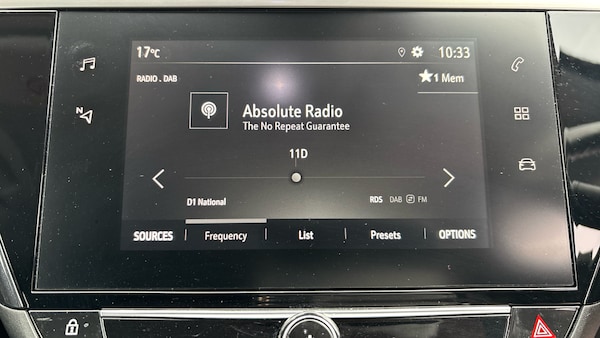 17°C
10:33
RADIO . DAB
1 Mem
N
Absolute Radio
The No Repeat Guarantee
11D
D1 National
RDS DAB FM
SOURCES Frequency List Presets OPTIONS